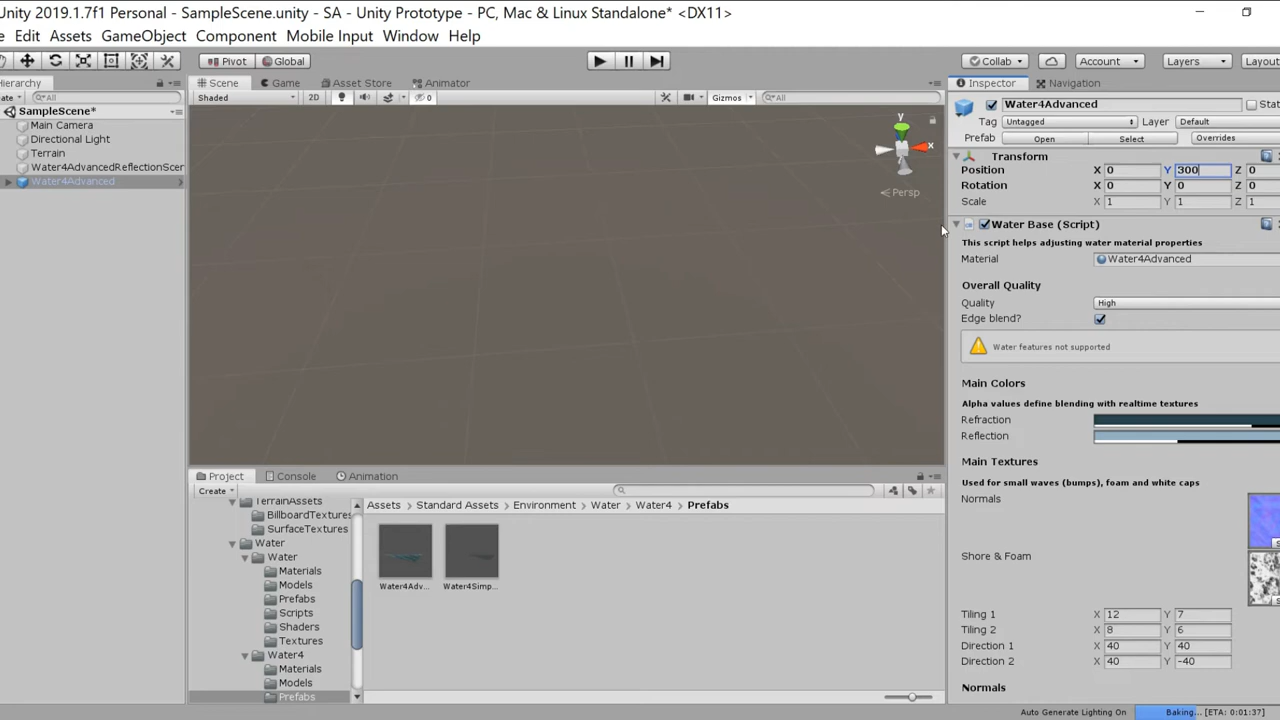 Unity 2019.1.7f1 Personal - SampleScene.unity - SA - Unity Prototype - PC, Mac & Linux Standalone* <DX11>
Edit Assets GameObject Component Mobile Input Window Help
Pivot Global Collab Account Layers Layout
Hierarchy Scene Game Asset Store Animator Inspector Navigation
All Shaded 2D 0 Gizmos All
SampleScene*
Main Camera
Directional Light
Terrain
Water4AdvancedReflectionScen
Water4Advanced
y
x
Persp
Water4Advanced Stat
Tag Untagged Layer Default
Prefab Open Select Overrides
Transform
Position X 0 Y 300 Z 0
Rotation X 0 Y 0 Z 0
Scale X 1 Y 1 Z 1
Water Base (Script)
This script helps adjusting water material properties
Material Water4Advanced
Overall Quality
Quality High
Edge blend?
Water features not supported
Main Colors
Alpha values define blending with realtime textures
Refraction
Reflection
Main Textures
Used for small waves (bumps), foam and white caps
Normals
Shore & Foam
Tiling 1 X 12 Y 7
Tiling 2 X 8 Y 6
Direction 1 X 40 Y 40
Direction 2 X 40 Y -40
Normals
Project Console Animation
Create
TerrainAssets
BillboardTextures
SurfaceTextures
Water
Water
Materials
Models
Prefabs
Scripts
Shaders
Textures
Water4
Materials
Models
Prefabs
Assets > Standard Assets > Environment > Water > Water4 > Prefabs
Water4Adv... Water4Simp...
Auto Generate Lighting On Baking... [ETA: 0:01:37]